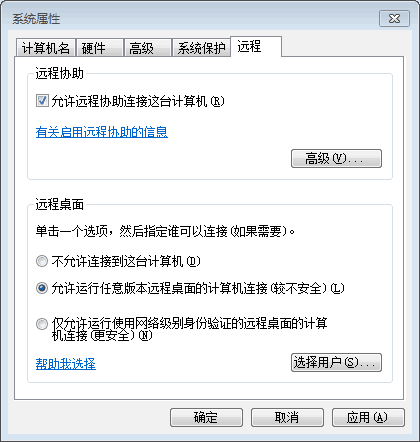 系统属性
计算机名 硬件 高级 系统保护 远程
远程协助
允许远程协助连接这台计算机(R)
有关启用远程协助的信息
高级(V)...
远程桌面
单击一个选项，然后指定谁可以连接(如果需要)。
不允许连接到这台计算机(D)
允许运行任意版本远程桌面的计算机连接(较不安全)(L)
仅允许运行使用网络级别身份验证的远程桌面的计算
机连接(更安全)(N)
帮助我选择 选择用户(S)...
确定 取消 应用(A)